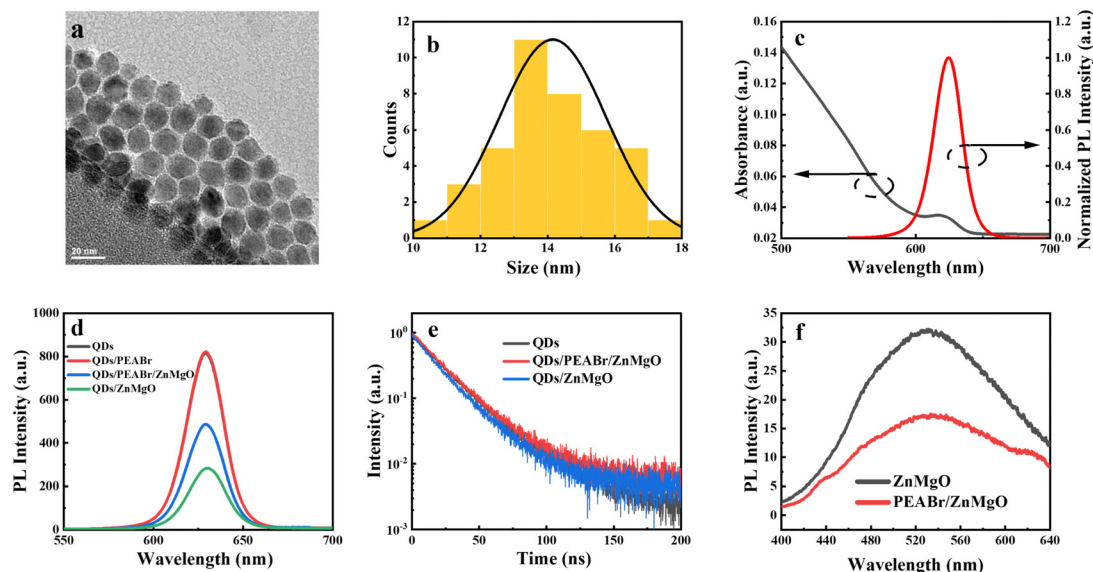 a
20 nm
b
Counts
0
2
4
6
8
10
12
10
12
14
16
18
Size (nm)
c
Absorbance (a.u.)
0.02
0.04
0.06
0.08
0.10
0.12
0.14
0.16
500
600
700
Wavelength (nm)
Normalized PL Intensity (a.u.)
0.0
0.2
0.4
0.6
0.8
1.0
1.2
d
PL Intensity (a.u.)
0
200
400
600
800
1000
QDs
QDs/PEABr
QDs/PEABr/ZnMgO
QDs/ZnMgO
550
600
650
700
Wavelength (nm)
e
Intensity (a.u.)
10⁰
10⁻¹
10⁻²
10⁻³
QDs
QDs/PEABr/ZnMgO
QDs/ZnMgO
0
50
100
150
200
Time (ns)
f
PL Intensity (a.u.)
0
5
10
15
20
25
30
35
ZnMgO
PEABr/ZnMgO
400
440
480
520
560
600
640
Wavelength (nm)